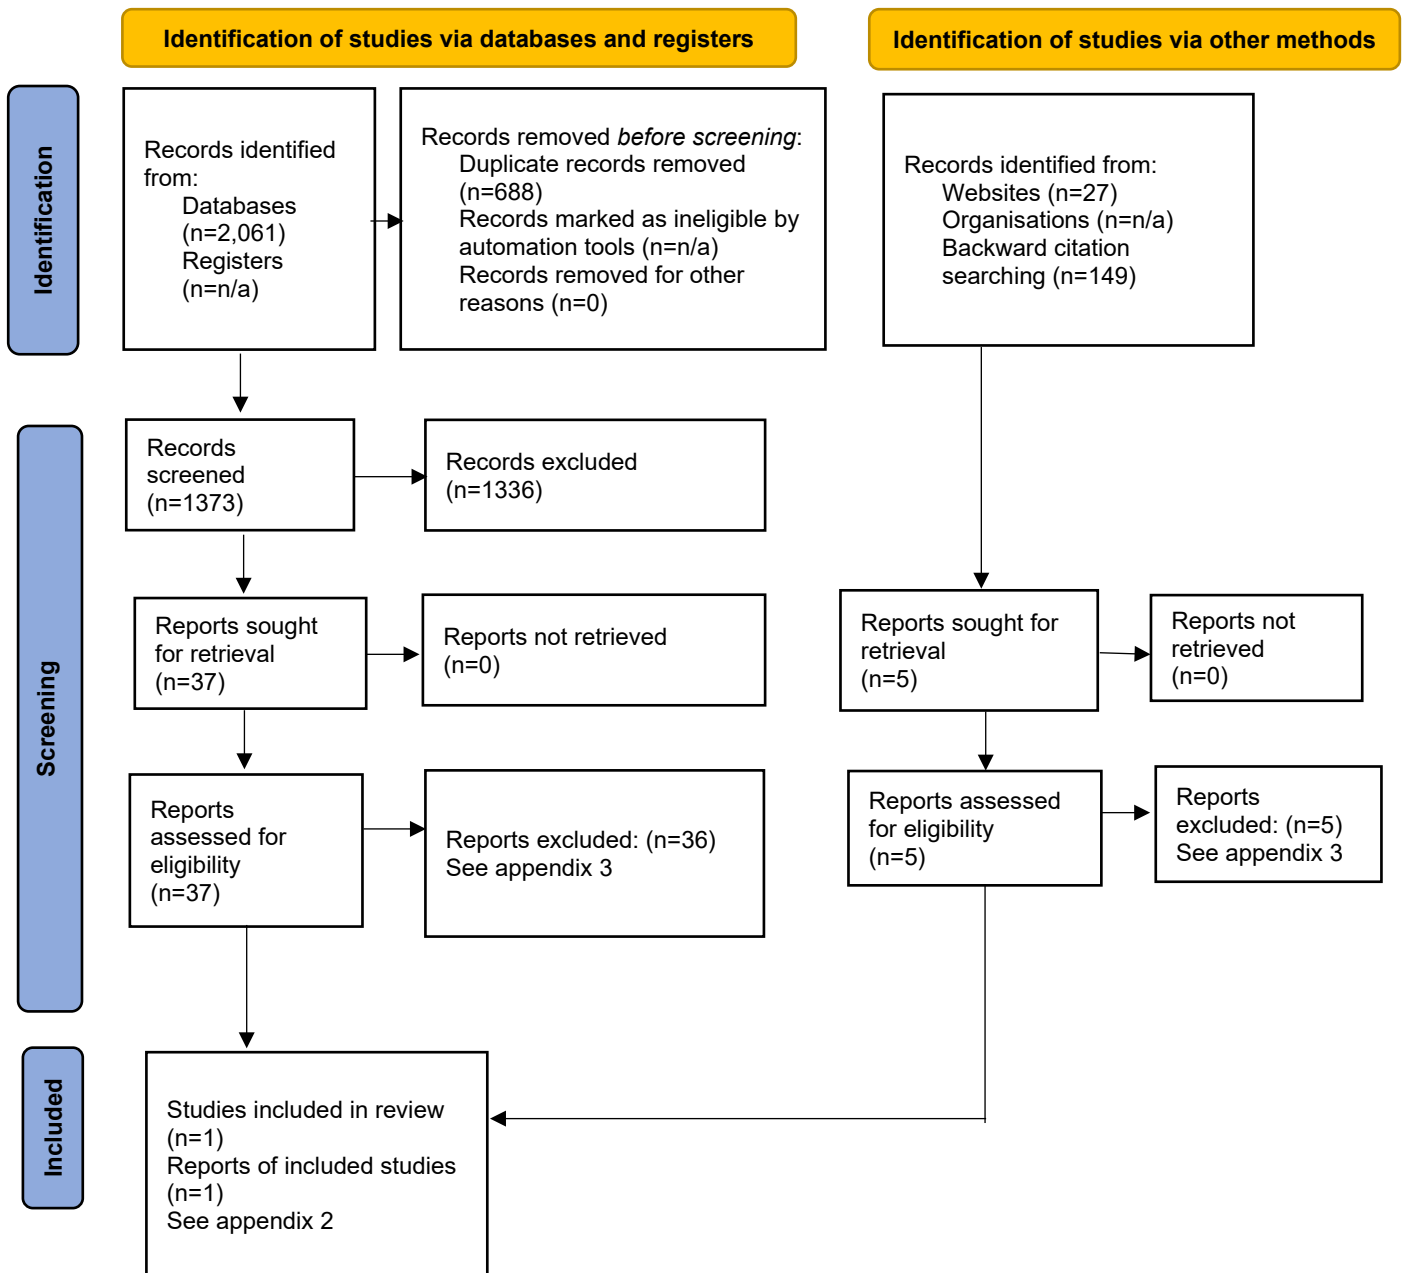 Identification of studies via databases and registers
Identification of studies via other methods
Identification
Records identified
from:
Databases
(n=2,061)
Registers
(n=n/a)
Records removed before screening:
Duplicate records removed
(n=688)
Records marked as ineligible by
automation tools (n=n/a)
Records removed for other
reasons (n=0)
Records identified from:
Websites (n=27)
Organisations (n=n/a)
Backward citation
searching (n=149)
Screening
Records
screened
(n=1373)
Records excluded
(n=1336)
Reports sought
for retrieval
(n=37)
Reports not retrieved
(n=0)
Reports sought for
retrieval
(n=5)
Reports not
retrieved
(n=0)
Reports
assessed for
eligibility
(n=37)
Reports excluded: (n=36)
See appendix 3
Reports assessed
for eligibility
(n=5)
Reports
excluded: (n=5)
See appendix 3
Included
Studies included in review
(n=1)
Reports of included studies
(n=1)
See appendix 2